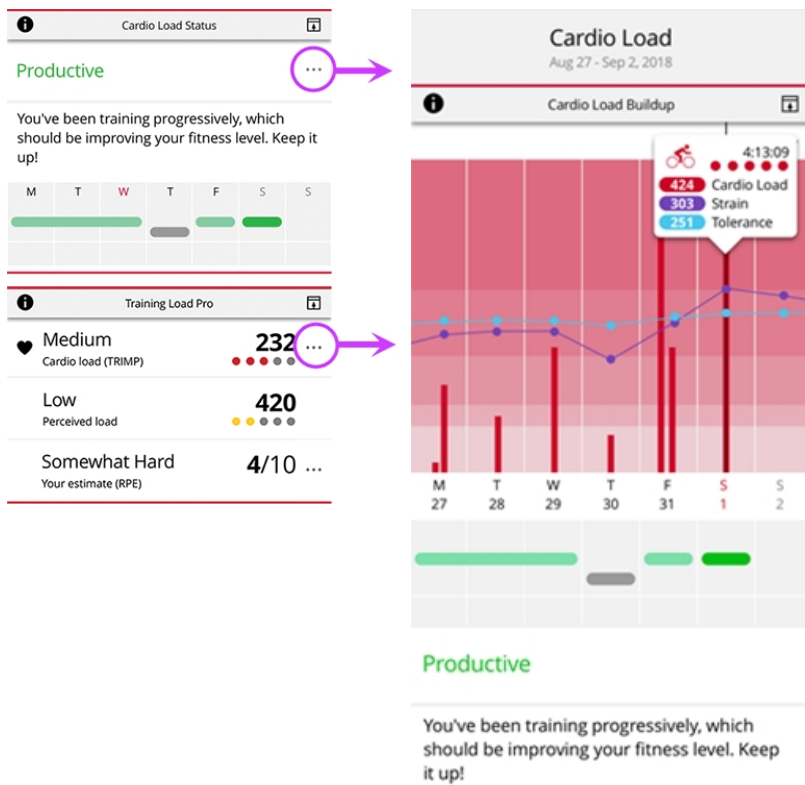 Cardio Load Status
Productive
You've been training progressively, which
should be improving your fitness level. Keep it
up!
M T W T F S S
Training Load Pro
Medium 232
Cardio load (TRIMP)
Low 420
Perceived load
Somewhat Hard 4/10
Your estimate (RPE)
Cardio Load
Aug 27 - Sep 2, 2018
Cardio Load Buildup
4:13:09
424 Cardio Load
303 Strain
251 Tolerance
M T W T F S S
27 28 29 30 31 1 2
Productive
You've been training progressively, which
should be improving your fitness level. Keep
it up!